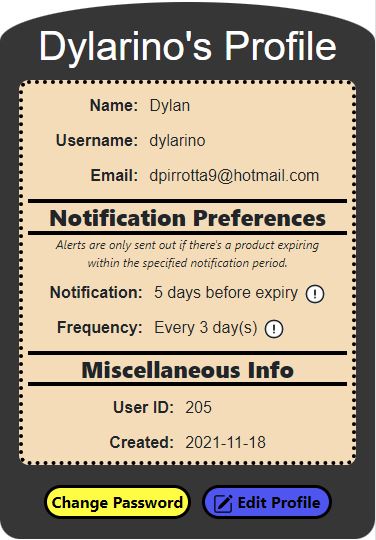 Dylarino's Profile
Name: Dylan
Username: dylarino
Email: dpirrotta9@hotmail.com
Notification Preferences
Alerts are only sent out if there's a product expiring
within the specified notification period.
Notification: 5 days before expiry
Frequency: Every 3 day(s)
Miscellaneous Info
User ID: 205
Created: 2021-11-18
Change Password Edit Profile